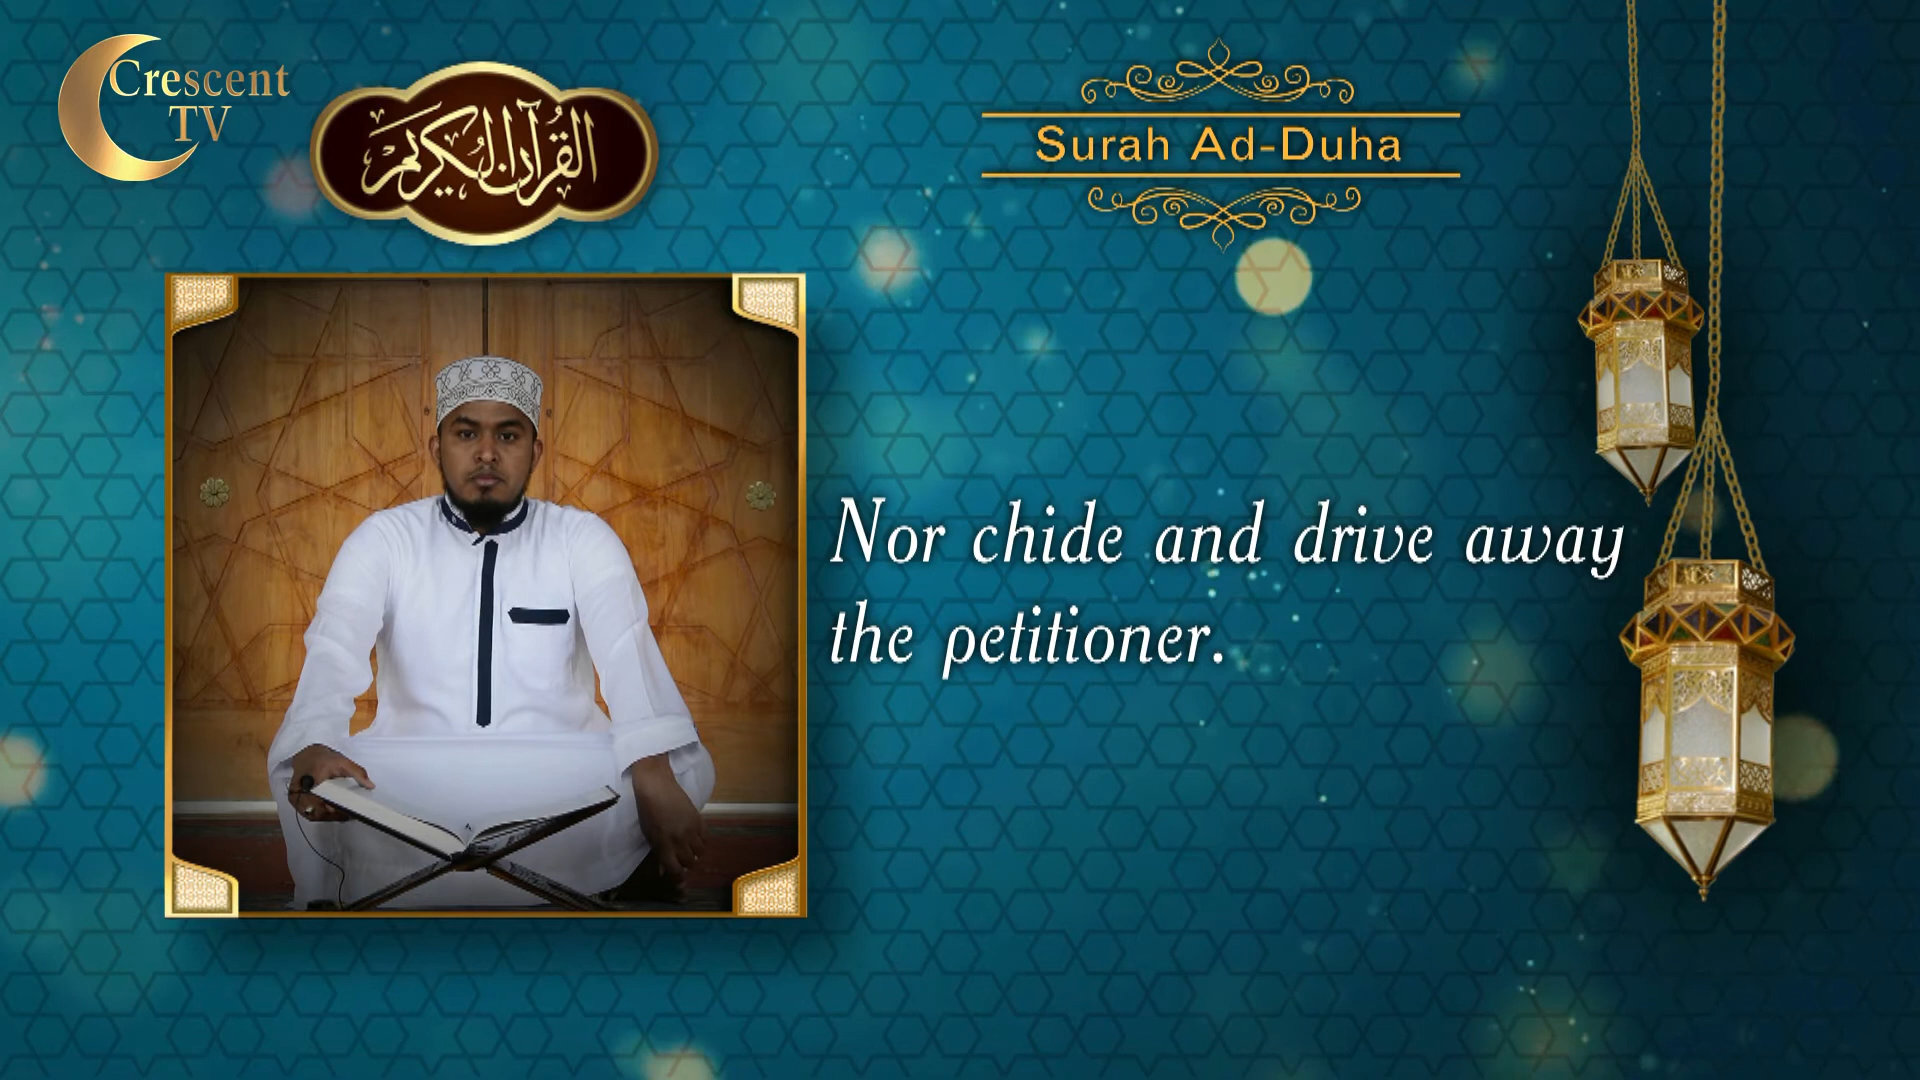 Crescent
TV
القرآن الكريم
Surah Ad-Duha
Nor chide and drive away
the petitioner.